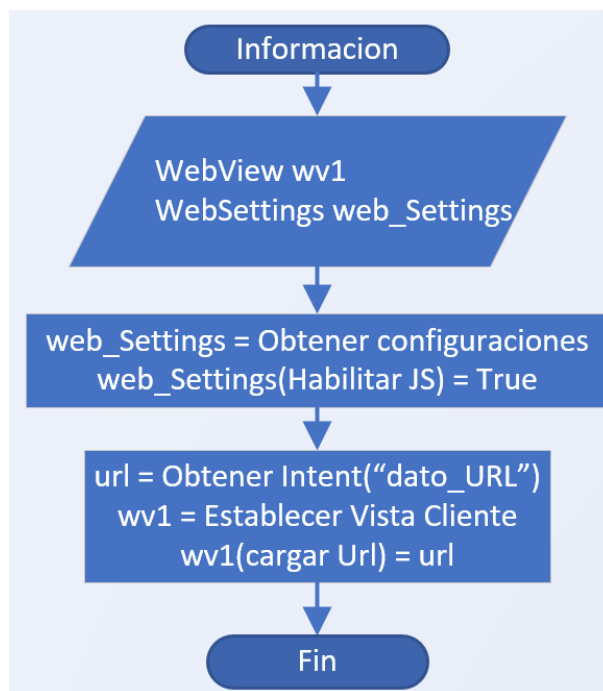 Informacion
WebView wv1
WebSettings web_Settings
web_Settings = Obtener configuraciones
web_Settings(Habilitar JS) = True
url = Obtener Intent(“dato_URL”)
wv1 = Establecer Vista Cliente
wv1(cargar Url) = url
Fin